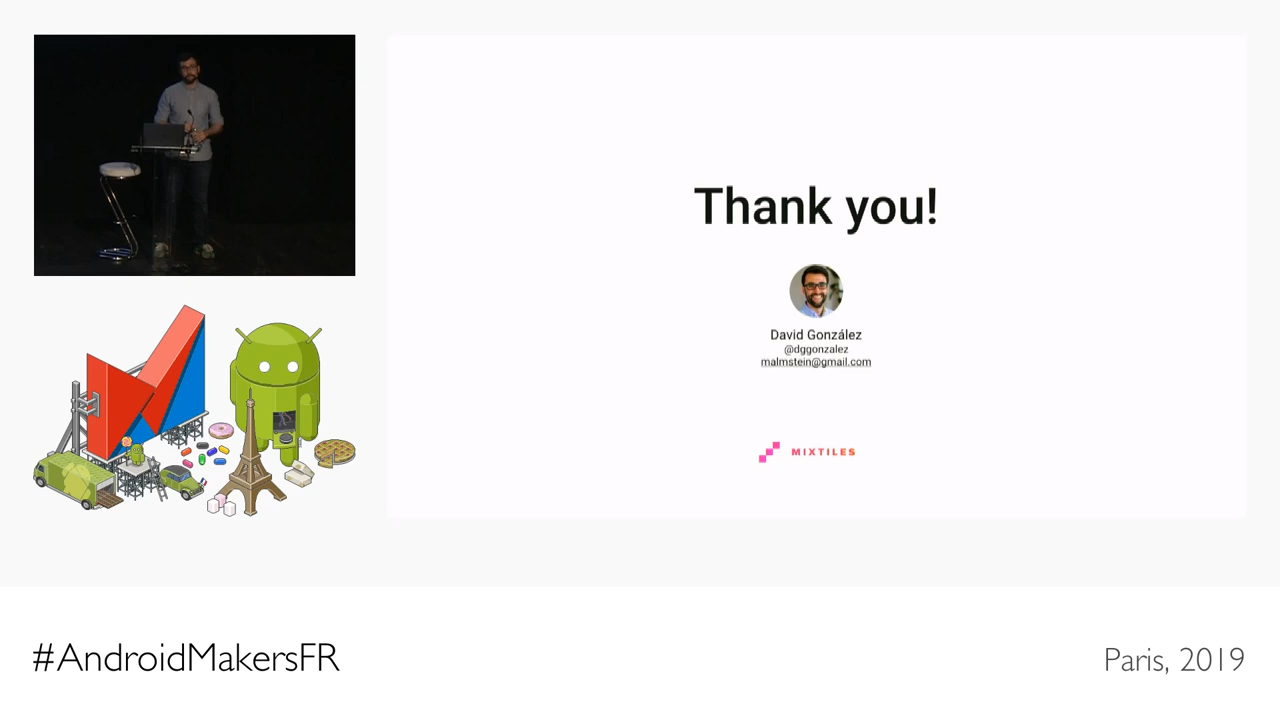 Thank you!
David González
@dggonzalez
malmstein@gmail.com
MIXTILES
#AndroidMakersFR
Paris, 2019